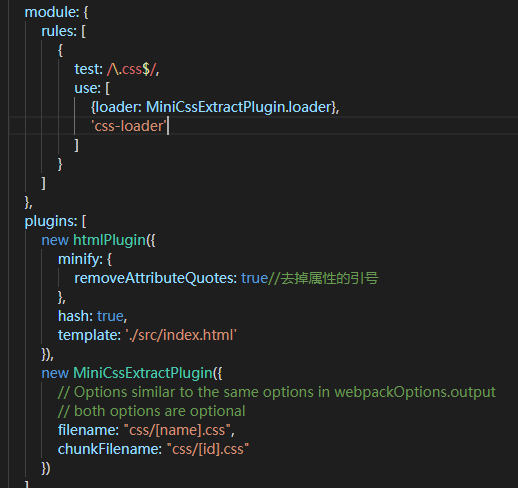 module: {
rules: [
{
test: /\.css$/,
use: [
{loader: MiniCssExtractPlugin.loader},
'css-loader'
]
}
]
},
plugins: [
new htmlPlugin({
minify: {
removeAttributeQuotes: true//去掉属性的引号
},
hash: true,
template: './src/index.html'
}),
new MiniCssExtractPlugin({
// Options similar to the same options in webpackOptions.output
// both options are optional
filename: "css/[name].css",
chunkFilename: "css/[id].css"
})
]